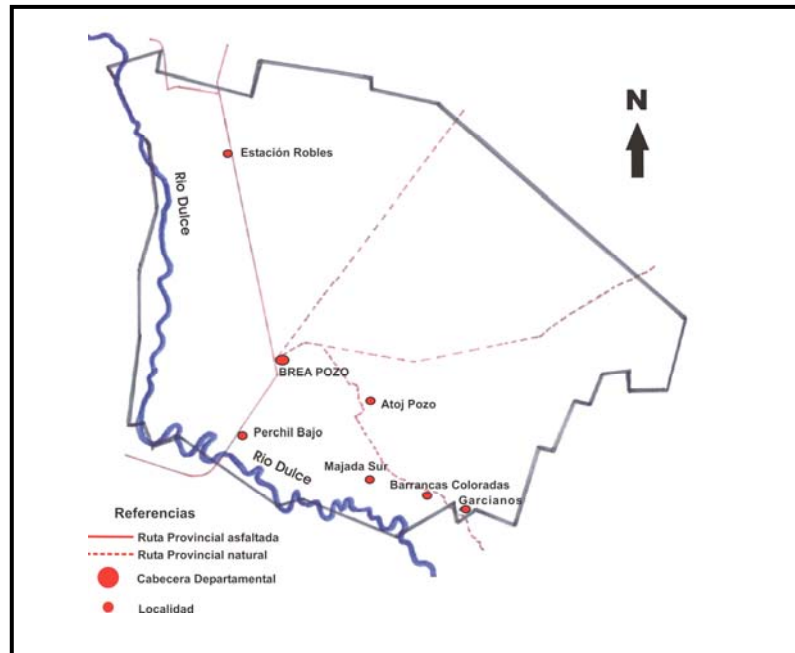 N
Estación Robles
Rio Dulce
BREA POZO
Atoj Pozo
Perchil Bajo
Rio Dulce
Majada Sur
Barrancas Coloradas
Garcianos
Referencias
Ruta Provincial asfaltada
Ruta Provincial natural
Cabecera Departamental
Localidad